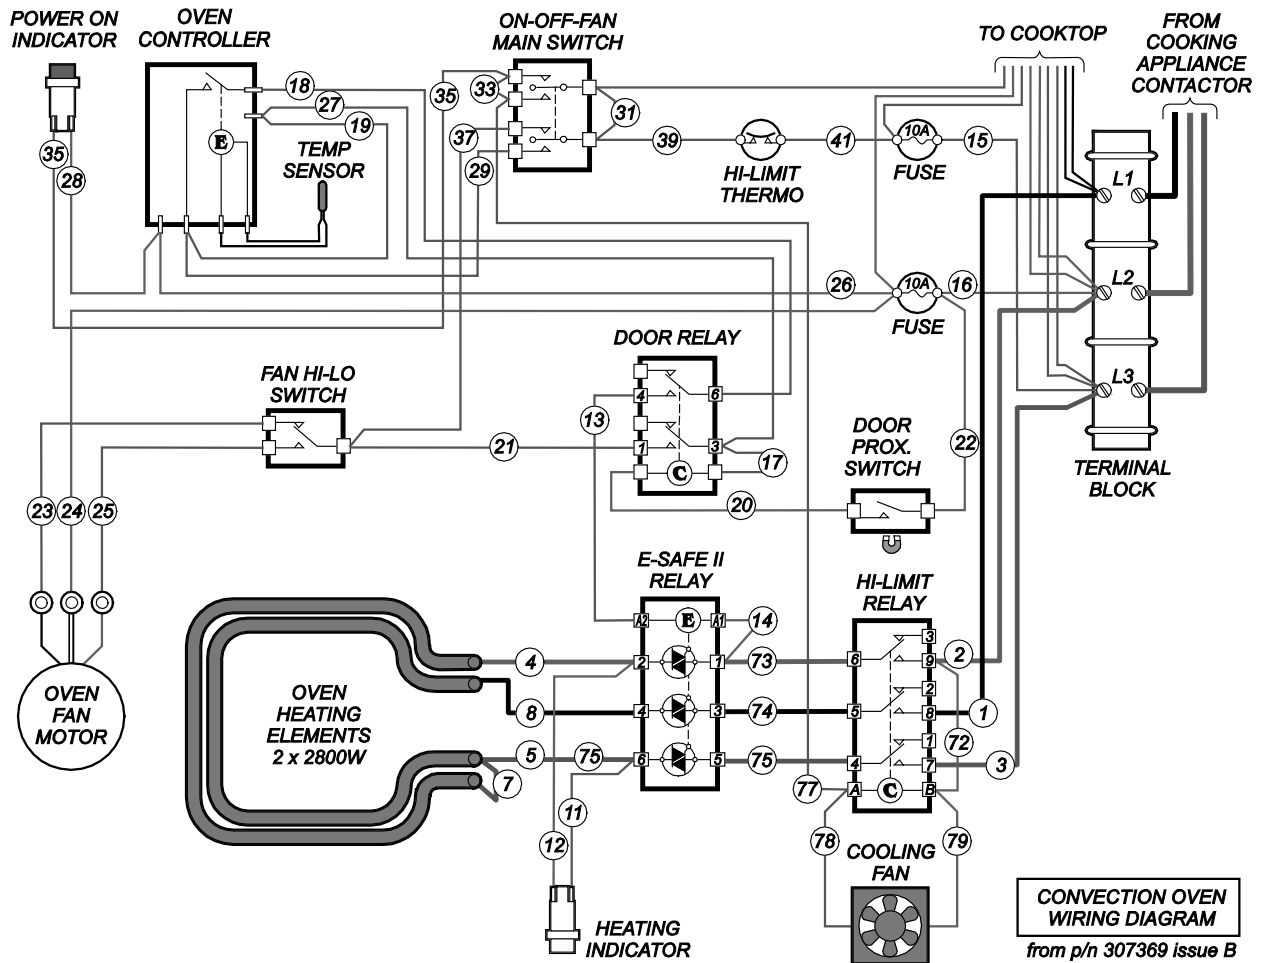 POWER ON
INDICATOR
OVEN
CONTROLLER
ON-OFF-FAN
MAIN SWITCH
TO COOKTOP
FROM
COOKING
APPLIANCE
CONTACTOR
18
27
19
35
33
31
37
39
41
15
10A
FUSE
HI-LIMIT
THERMO
E
TEMP
SENSOR
29
35
28
L1
L2
L3
26
10A
16
FUSE
DOOR RELAY
FAN HI-LO
SWITCH
4
6
13
1
3
21
17
C
20
DOOR
PROX.
SWITCH
22
TERMINAL
BLOCK
23
24
25
E-SAFE II
RELAY
HI-LIMIT
RELAY
A2
E
A1
14
2
1
4
73
6
3
9
2
4
3
8
74
5
2
8
1
72
6
5
5
75
75
4
1
7
3
7
OVEN
HEATING
ELEMENTS
2 x 2800W
OVEN
FAN
MOTOR
77
A
C
B
11
12
78
79
COOLING
FAN
HEATING
INDICATOR
CONVECTION OVEN
WIRING DIAGRAM
from p/n 307369 issue B